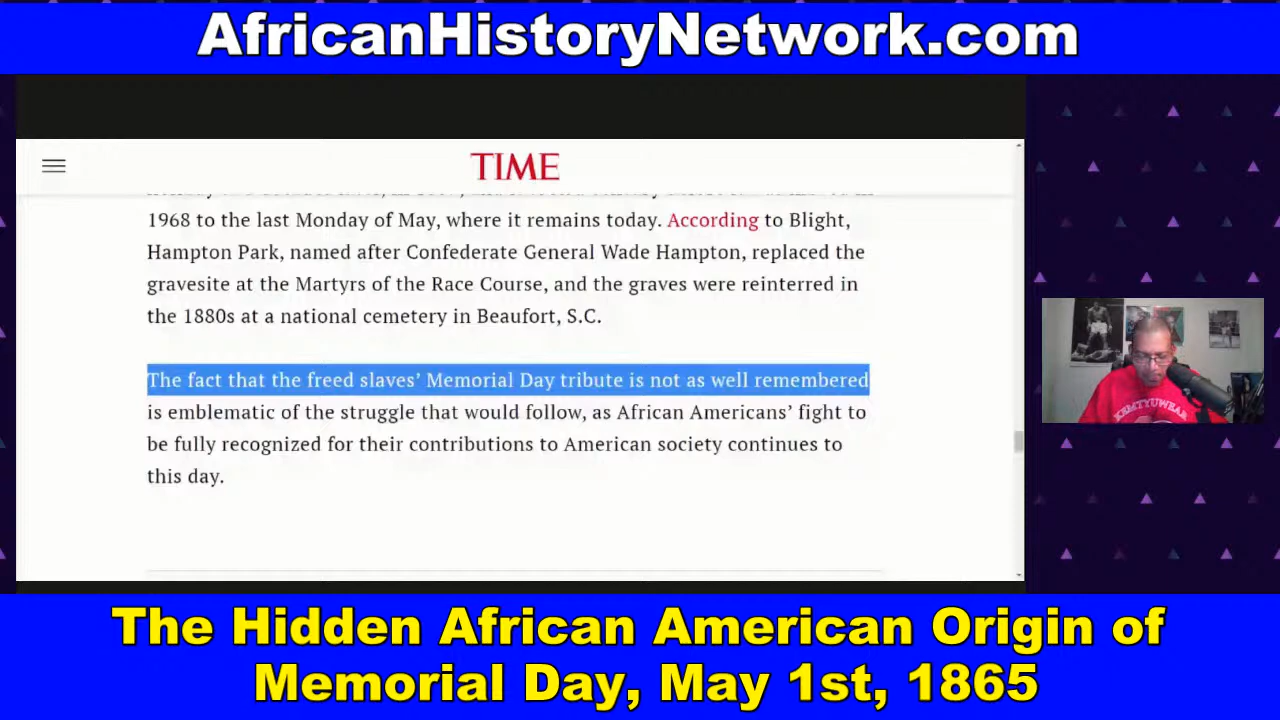 AfricanHistoryNetwork.com
TIME
1968 to the last Monday of May, where it remains today. According to Blight,
Hampton Park, named after Confederate General Wade Hampton, replaced the
gravesite at the Martyrs of the Race Course, and the graves were reinterred in
the 1880s at a national cemetery in Beaufort, S.C.
The fact that the freed slaves’ Memorial Day tribute is not as well remembered
is emblematic of the struggle that would follow, as African Americans’ fight to
be fully recognized for their contributions to American society continues to
this day.
The Hidden African American Origin of
Memorial Day, May 1st, 1865